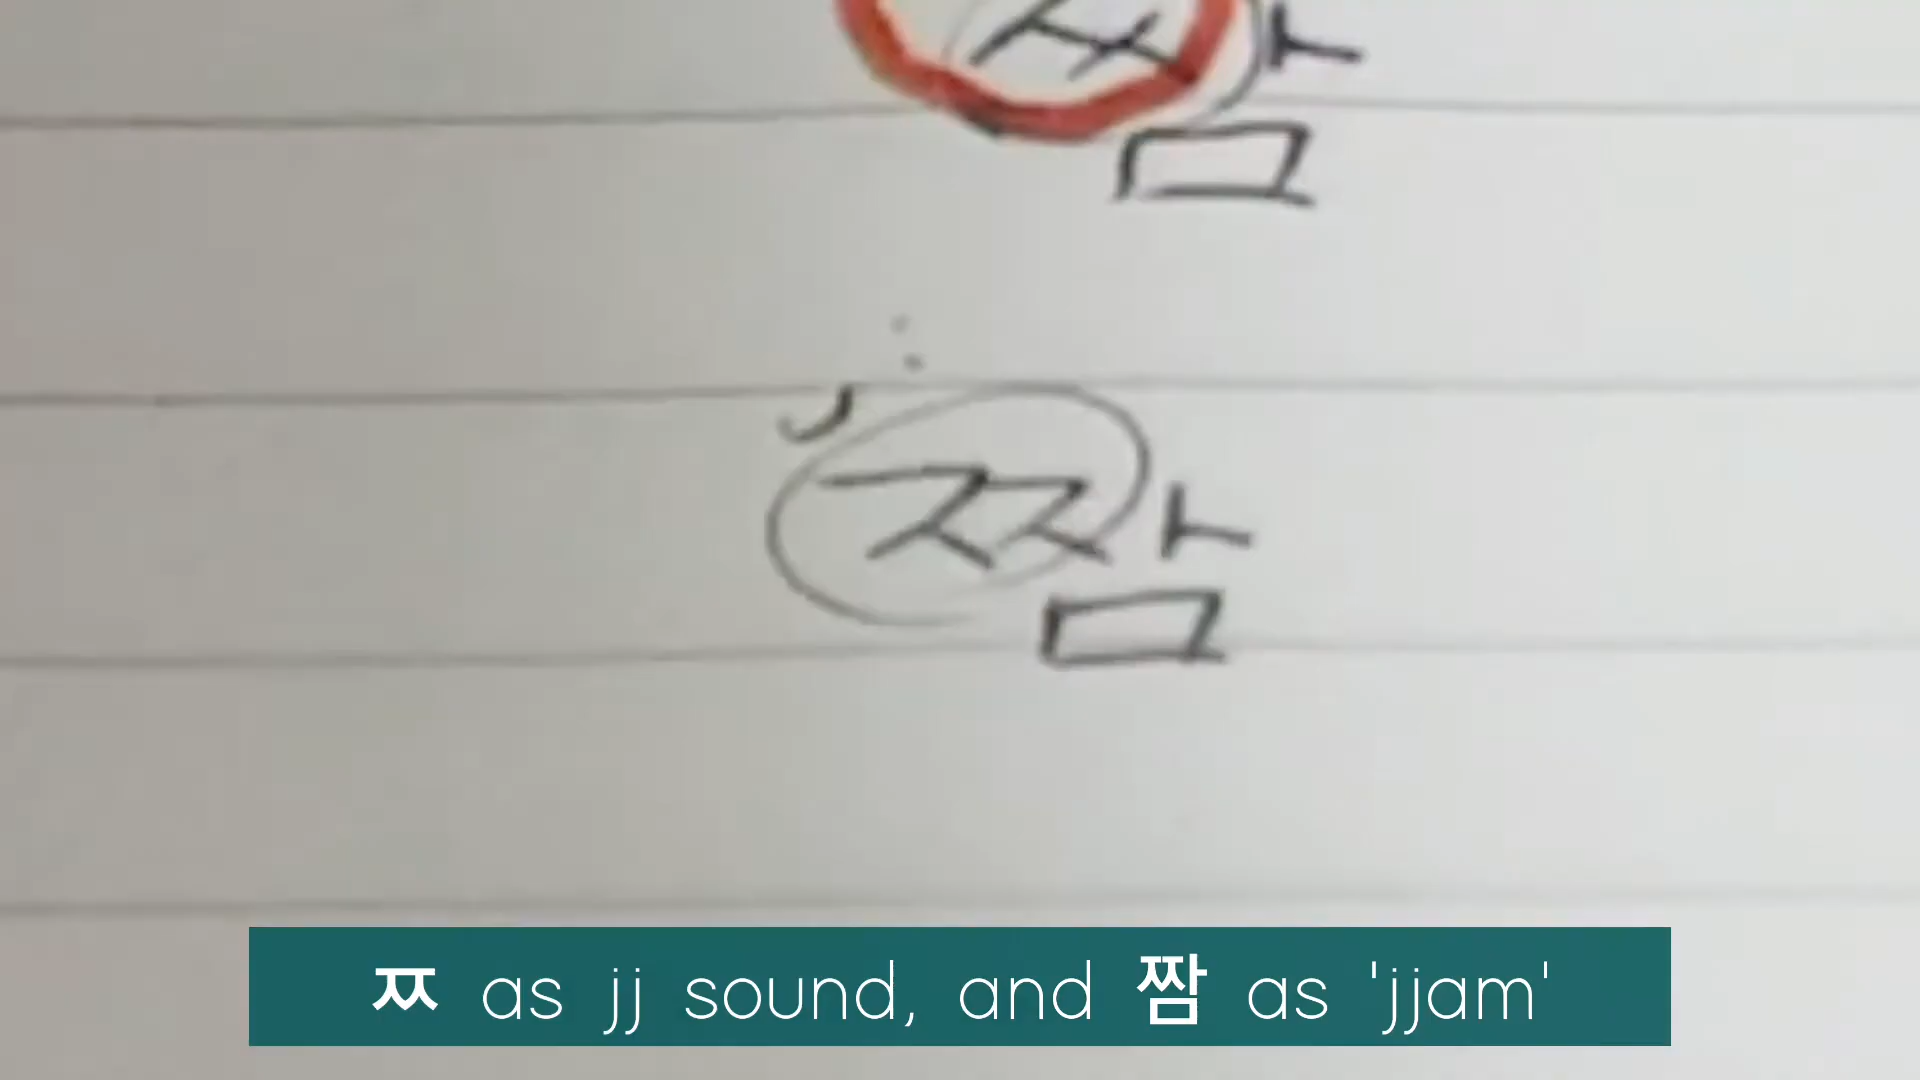 쌈
짬
ㅉ as jj sound, and 짬 as 'jjam'